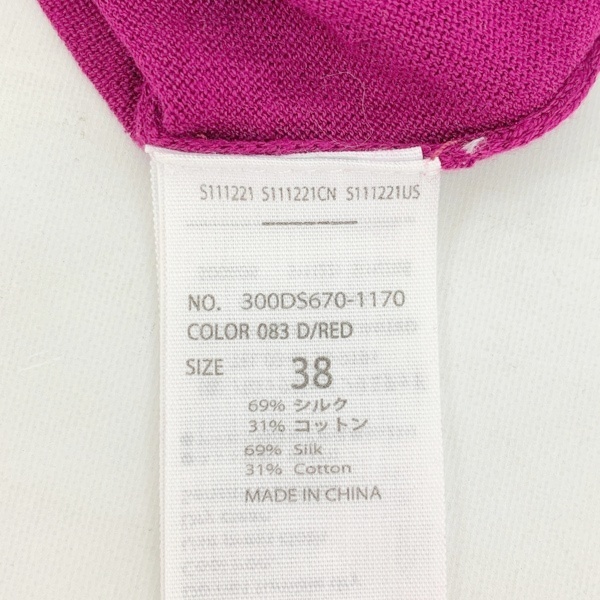 S111221 S111221CN S111221US
NO. 300DS670-1170
COLOR 083 D/RED
SIZE 38
69% シルク
31% コットン
69% Silk
31% Cotton
MADE IN CHINA